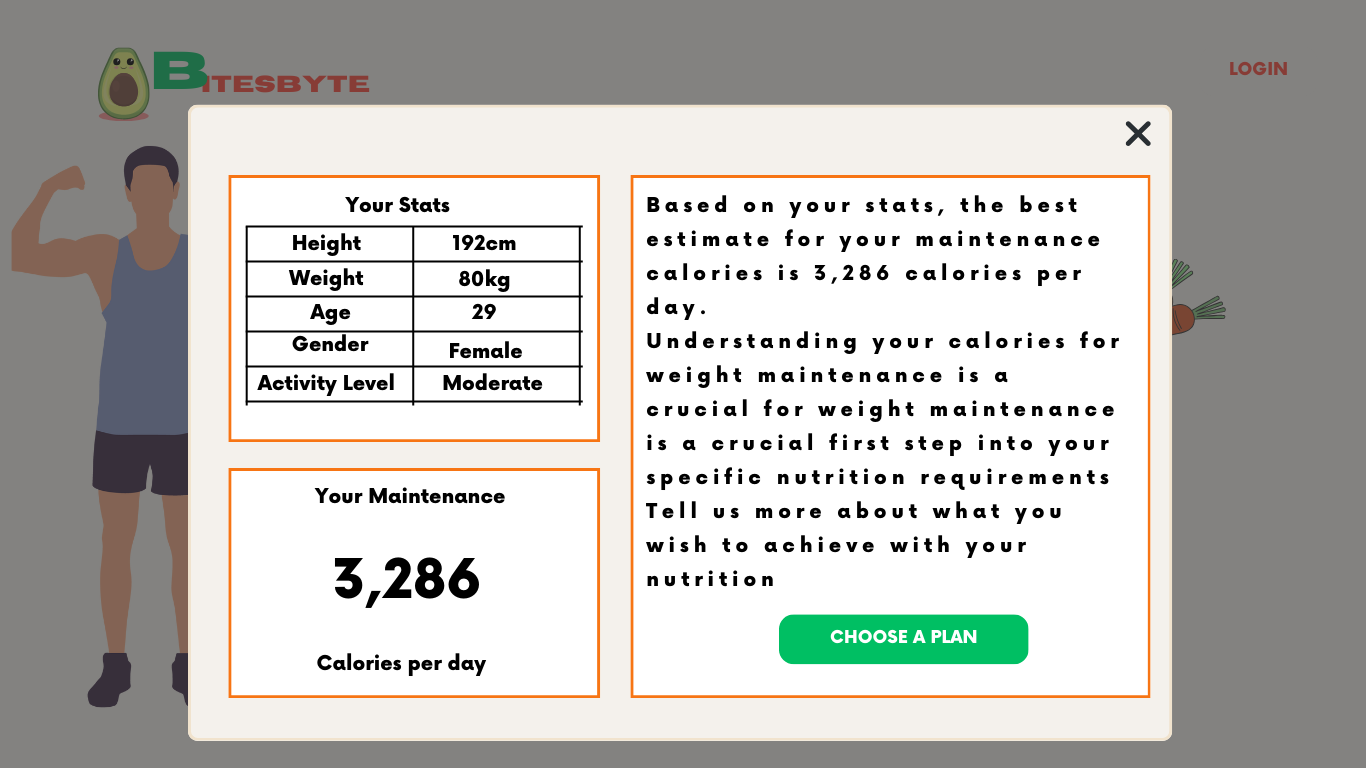 BITESBYTE
LOGIN
Your Stats
Height 192cm
Weight 80kg
Age 29
Gender Female
Activity Level Moderate
Your Maintenance
3,286
Calories per day
Based on your stats, the best
estimate for your maintenance
calories is 3,286 calories per
day.
Understanding your calories for
weight maintenance is a
crucial for weight maintenance
is a crucial first step into your
specific nutrition requirements
Tell us more about what you
wish to achieve with your
nutrition
CHOOSE A PLAN